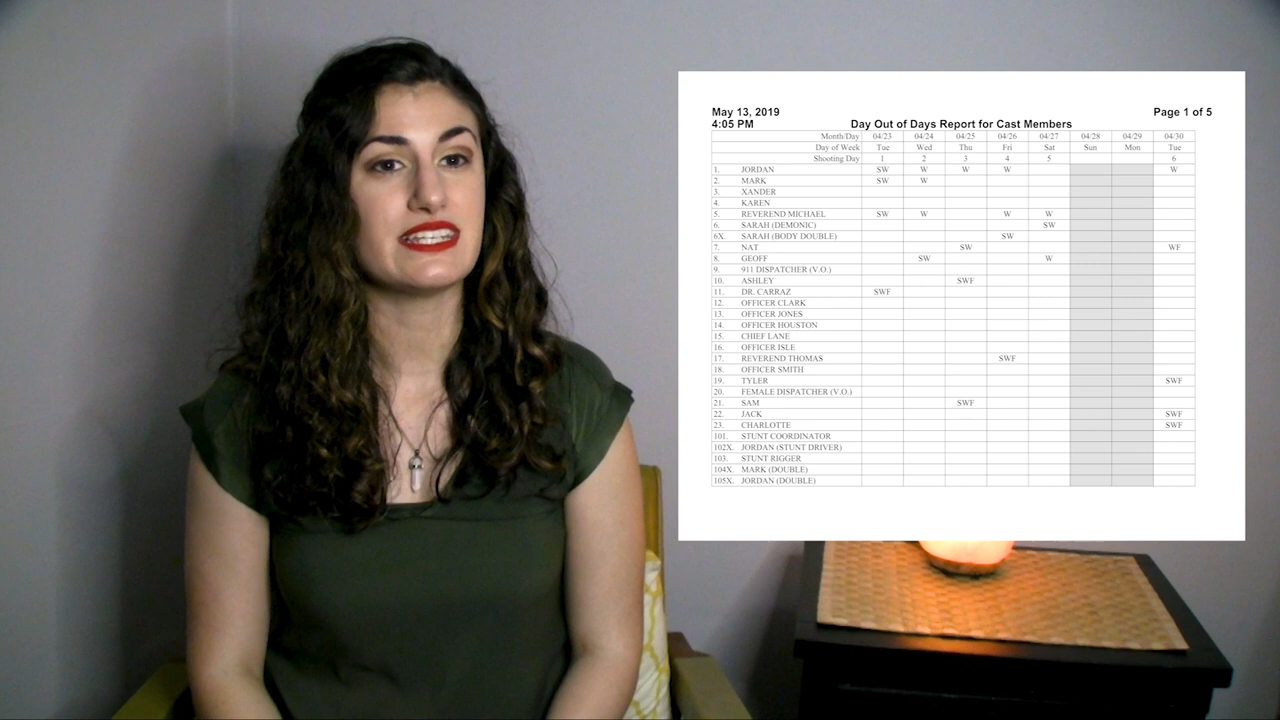 May 13, 2019 Page 1 of 5
4:05 PM Day Out of Days Report for Cast Members
Month/Day 04/23 04/24 04/25 04/26 04/27 04/28 04/29 04/30
Day of Week Tue Wed Thu Fri Sat Sun Mon Tue
Shooting Day 1 2 3 4 5 6
1. JORDAN SW W W W W
2. MARK SW W
3. XANDER
4. KAREN
5. REVEREND MICHAEL SW W W W
6. SARAH (DEMONIC) SW
6X. SARAH (BODY DOUBLE) SW
7. NAT SW WF
8. GEOFF SW W
9. 911 DISPATCHER (V.O.)
10. ASHLEY SWF
11. DR. CARRAZ SWF
12. OFFICER CLARK
13. OFFICER JONES
14. OFFICER HOUSTON
15. CHIEF LANE
16. OFFICER ISLE
17. REVEREND THOMAS SWF
18. OFFICER SMITH
19. TYLER SWF
20. FEMALE DISPATCHER (V.O.)
21. SAM SWF
22. JACK SWF
23. CHARLOTTE SWF
101. STUNT COORDINATOR
102X. JORDAN (STUNT DRIVER)
103. STUNT RIGGER
104X. MARK (DOUBLE)
105X. JORDAN (DOUBLE)